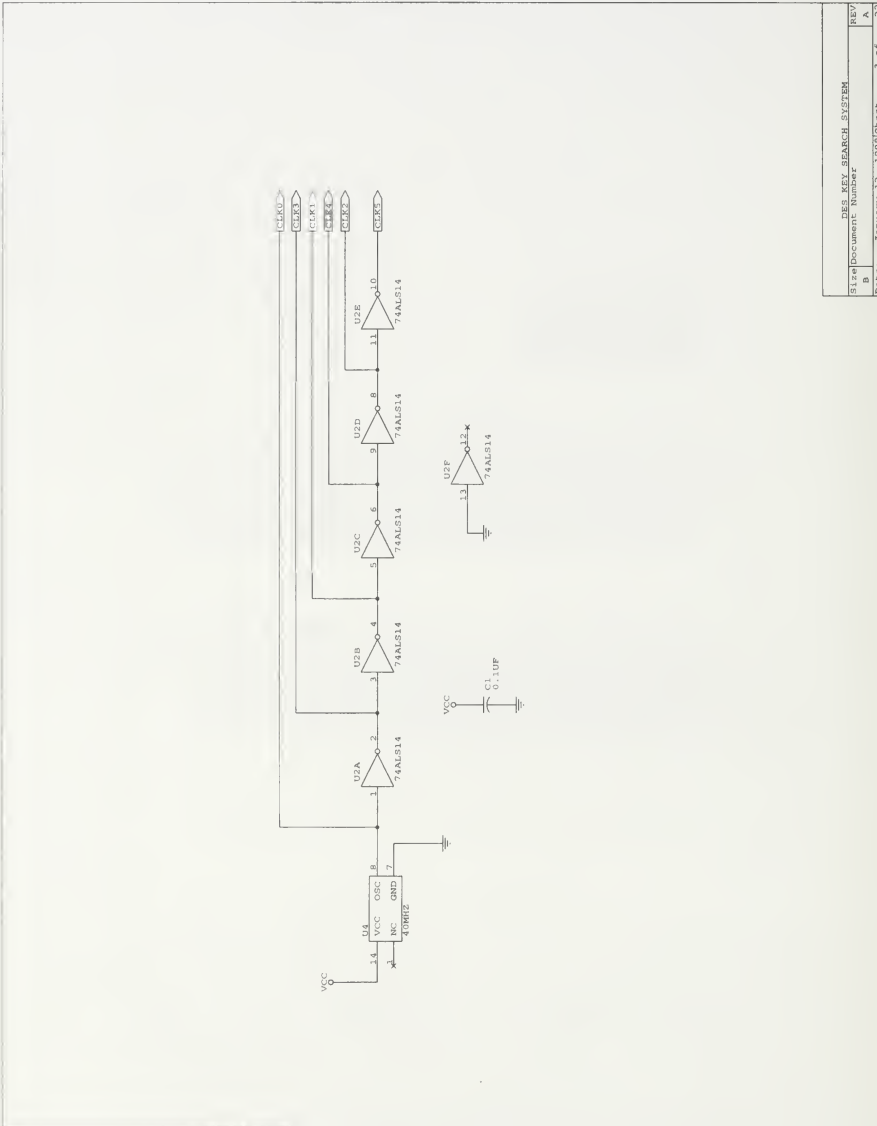 CLK0
CLK3
CLK1
CLK4
CLK2
CLK5
VCC
14
1
U4
VCC OSC
NC GND
40MHZ
8
7
1
U2A
2
74ALS14
3
U2B
4
74ALS14
5
U2C
6
74ALS14
9
U2D
8
74ALS14
11
U2E
10
74ALS14
VCC
C1
0.1UF
13
U2F
12
74ALS14
DES KEY SEARCH SYSTEM
Size Document Number REV
B A